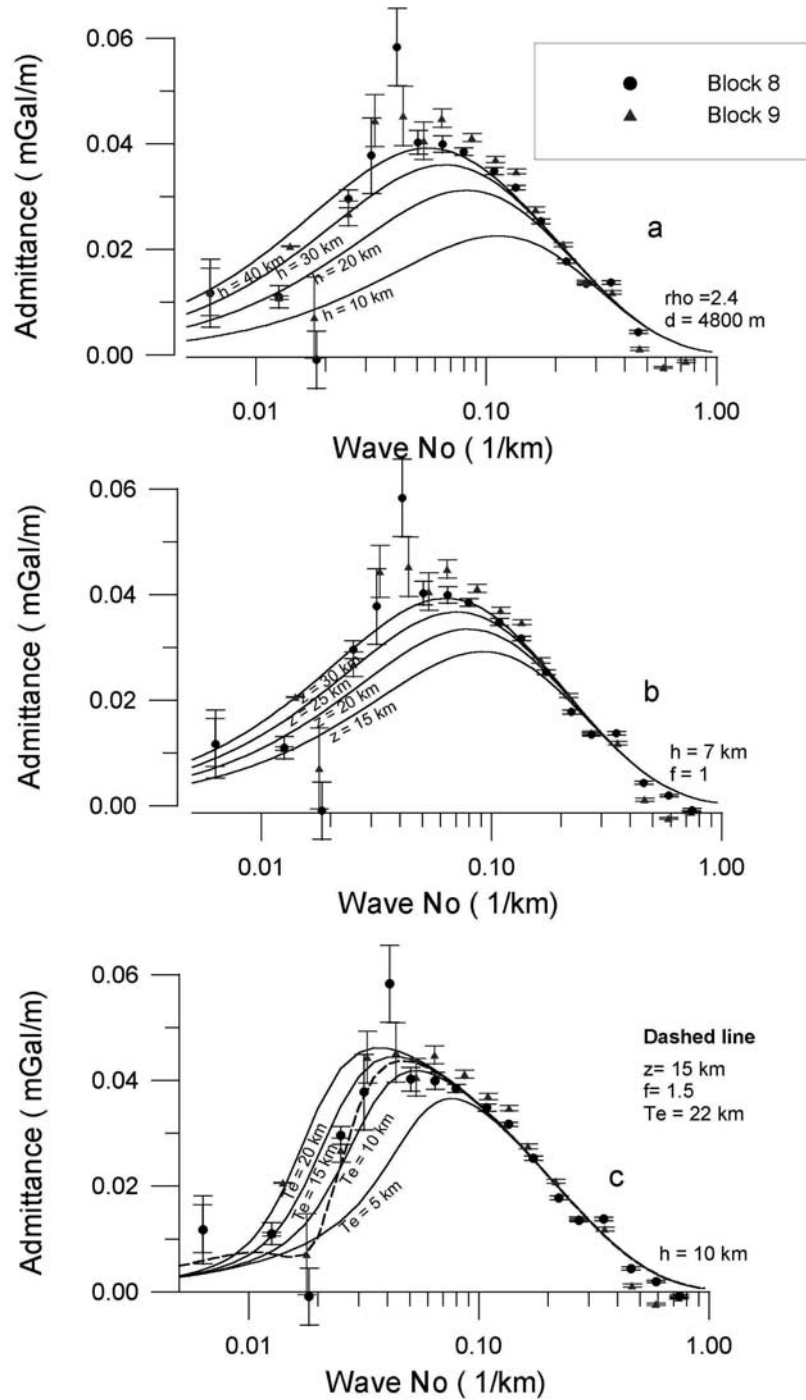 0.06
Block 8
Block 9
0.04
Admittance ( mGal/m)
a
0.02
h = 40 km
h = 30 km
h = 20 km
h = 10 km
rho =2.4
d = 4800 m
0.00
0.01 0.10 1.00
Wave No ( 1/km)
0.06
0.04
Admittance ( mGal/m)
b
0.02
z = 30 km
z = 25 km
z = 20 km
z = 15 km
h = 7 km
f = 1
0.00
0.01 0.10 1.00
Wave No ( 1/km)
0.06
Dashed line
z= 15 km
f= 1.5
Te = 22 km
0.04
Admittance ( mGal/m)
0.02
Te = 20 km
Te = 15 km
Te = 10 km
Te = 5 km
c
h = 10 km
0.00
0.01 0.10 1.00
Wave No ( 1/km)